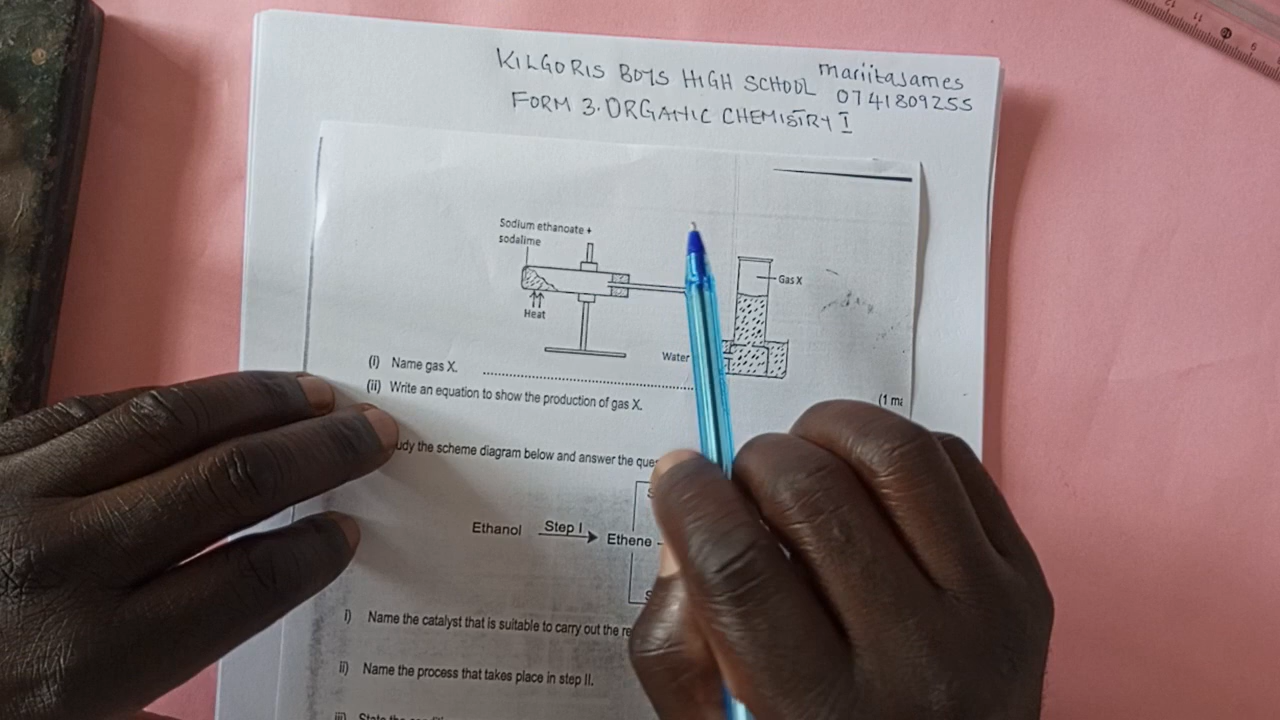 KILGORIS BOYS HIGH SCHOOL mariitajames
0741809255
FORM 3. ORGANIC CHEMISTRY I
Sodium ethanoate +
sodalime
Gas X
Heat
Water
(i) Name gas X.
(ii) Write an equation to show the production of gas X.
(1
below and answer the
the scheme diagram
Ethanol Step I Ethene
i) Name the catalyst that is suitable to carry out the
ii) Name the process that takes place in step II.
iii) State the